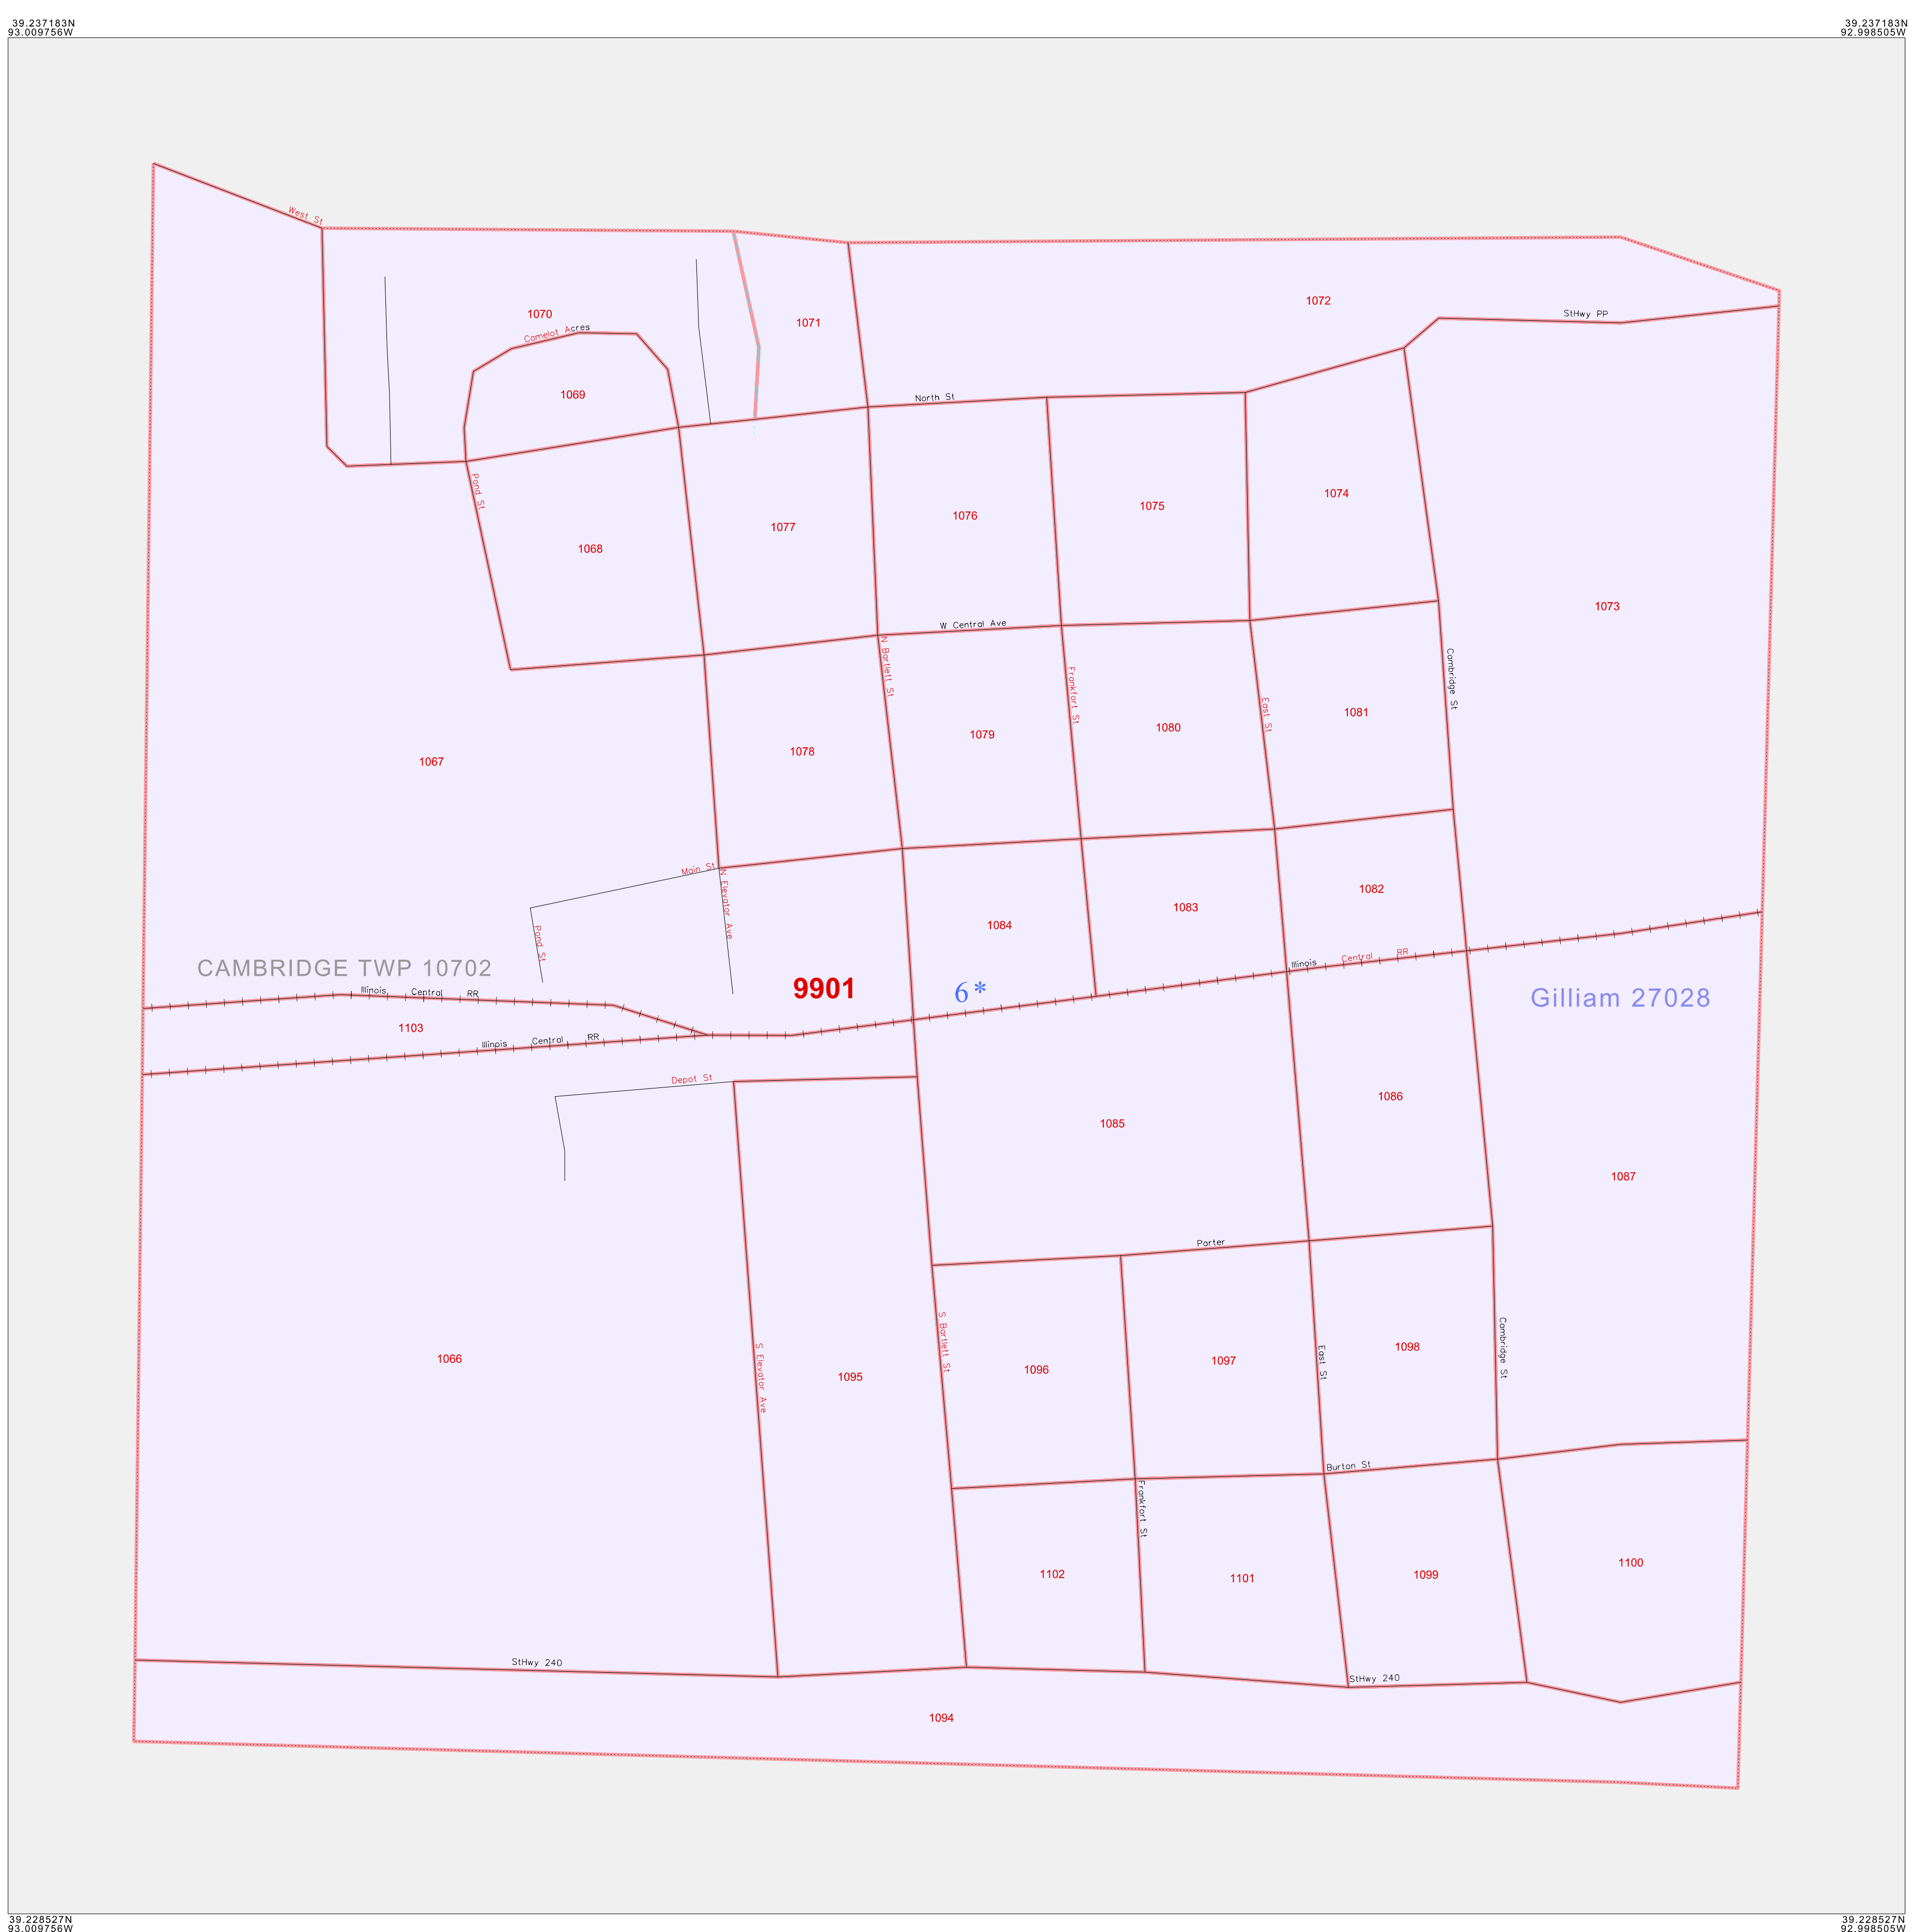 39.237183N
93.009756W
39.237183N
92.998505W
West St
1070
1071
1072
StHwy PP
Camelot Acres
1069
North St
Pond St
1068
1077
1076
1075
1074
1073
W Central Ave
N Bartlett St
Frankfort St
East St
Cambridge St
1067
1078
1079
1080
1081
Main St
N Elevator Ave
Pond St
1084
1083
1082
Illinois Central RR
CAMBRIDGE TWP 10702
9901
6*
Gilliam 27028
Illinois Central RR
1103
Illinois Central RR
Depot St
1085
1086
1087
Porter
S Bartlett St
S Elevator Ave
East St
Cambridge St
1066
1095
1096
1097
1098
Burton St
Frankfort St
1102
1101
1099
1100
StHwy 240
StHwy 240
1094
39.228527N
93.009756W
39.228527N
92.998505W